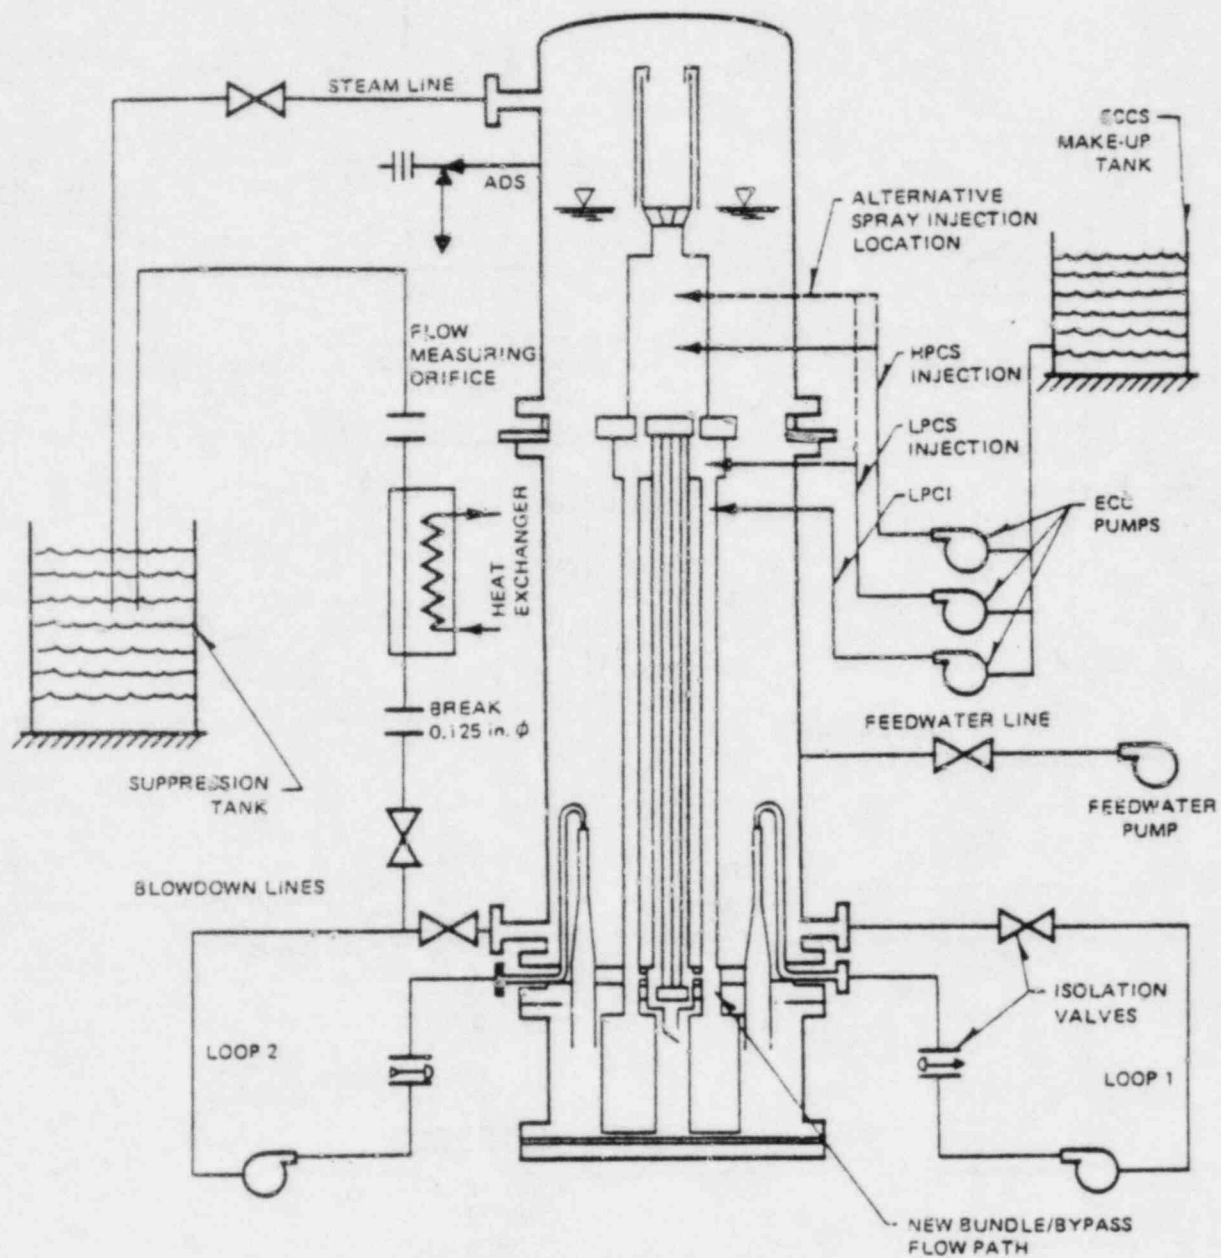 STEAM LINE
ECCS
MAKE-UP
TANK
ADS
ALTERNATIVE
SPRAY INJECTION
LOCATION
FLOW
MEASURING
ORIFICE
HPCS
INJECTION
LPCS
INJECTION
LPCI
ECC
PUMPS
HEAT
EXCHANGER
BREAK
0.125 in. ϕ
FEEDWATER LINE
SUPPRESSION
TANK
FEEDWATER
PUMP
BLOWDOWN LINES
ISOLATION
VALVES
LOOP 2
LOOP 1
NEW BUNDLE/BYPASS
FLOW PATH